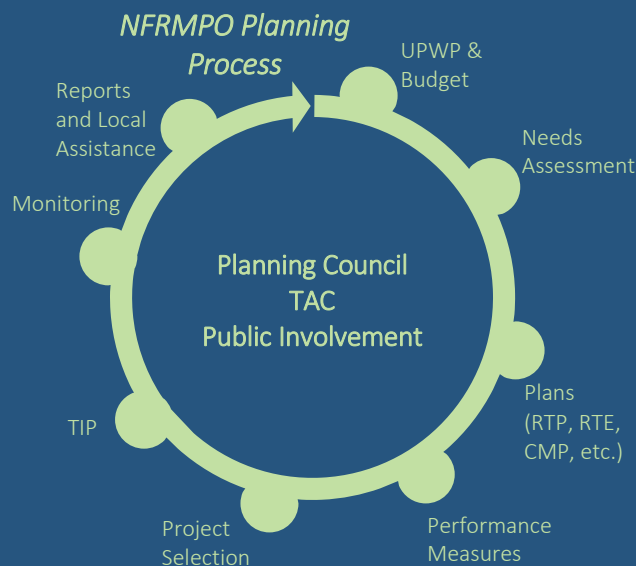 NFRMPO Planning
Process
UPWP &
Budget
Needs
Assessment
Plans
(RTP, RTE,
CMP, etc.)
Performance
Measures
Project
Selection
TIP
Monitoring
Reports
and Local
Assistance
Planning Council
TAC
Public Involvement